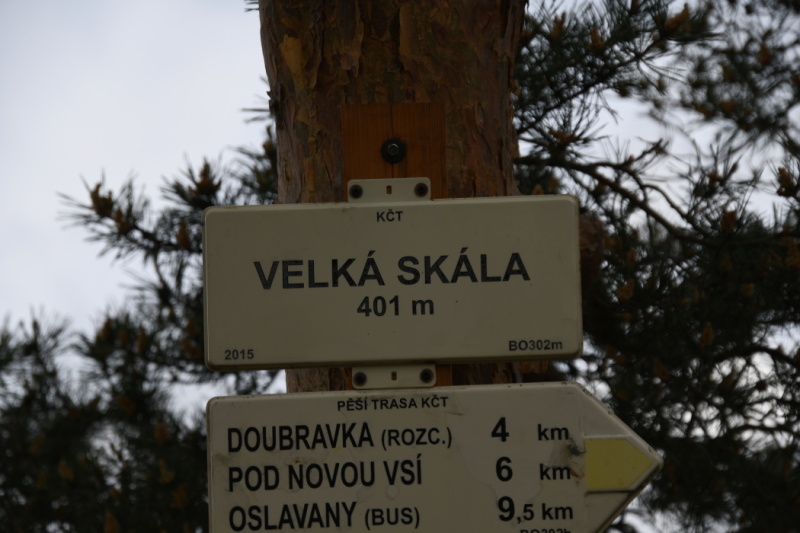 KČT
VELKÁ SKÁLA
401 m
2015 BO302m
PĚŠÍ TRASA KČT
DOUBRAVKA (ROZC.) 4 km
POD NOVOU VSÍ 6 km
OSLAVANY (BUS) 9,5 km